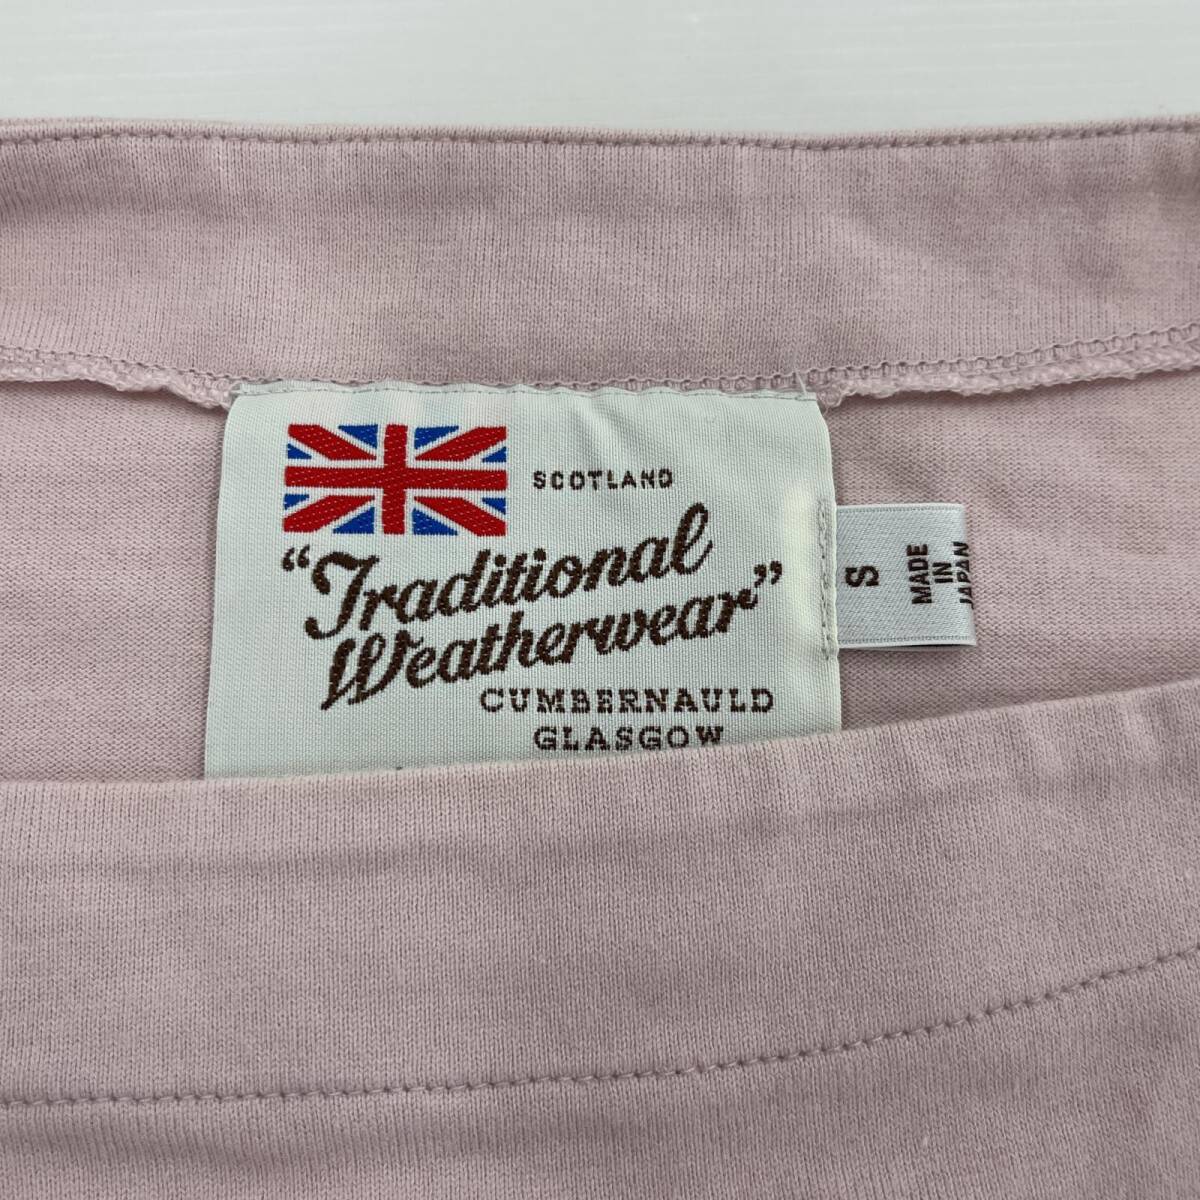 SCOTLAND
“Traditional
Weatherwear”
CUMBERNAULD
GLASGOW
S
MADE
IN
JAPAN